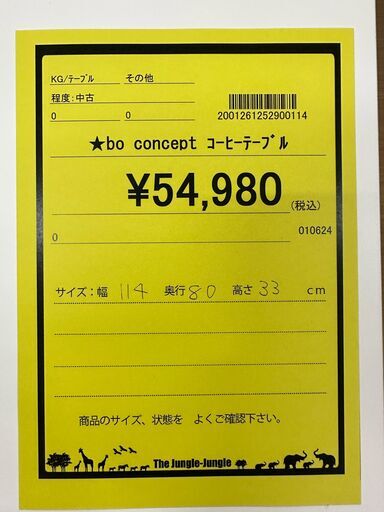 KG/ﾃｰﾌﾞﾙ その他
程度:中古
0 0
2001261252900114
★bo concept ｺｰﾋｰﾃｰﾌﾞﾙ
¥54,980(税込)
0 010624
サイズ:幅 114 奥行 80 高さ 33 cm
商品のサイズ、状態を よくご確認下さい。
The Jungle-Jungle